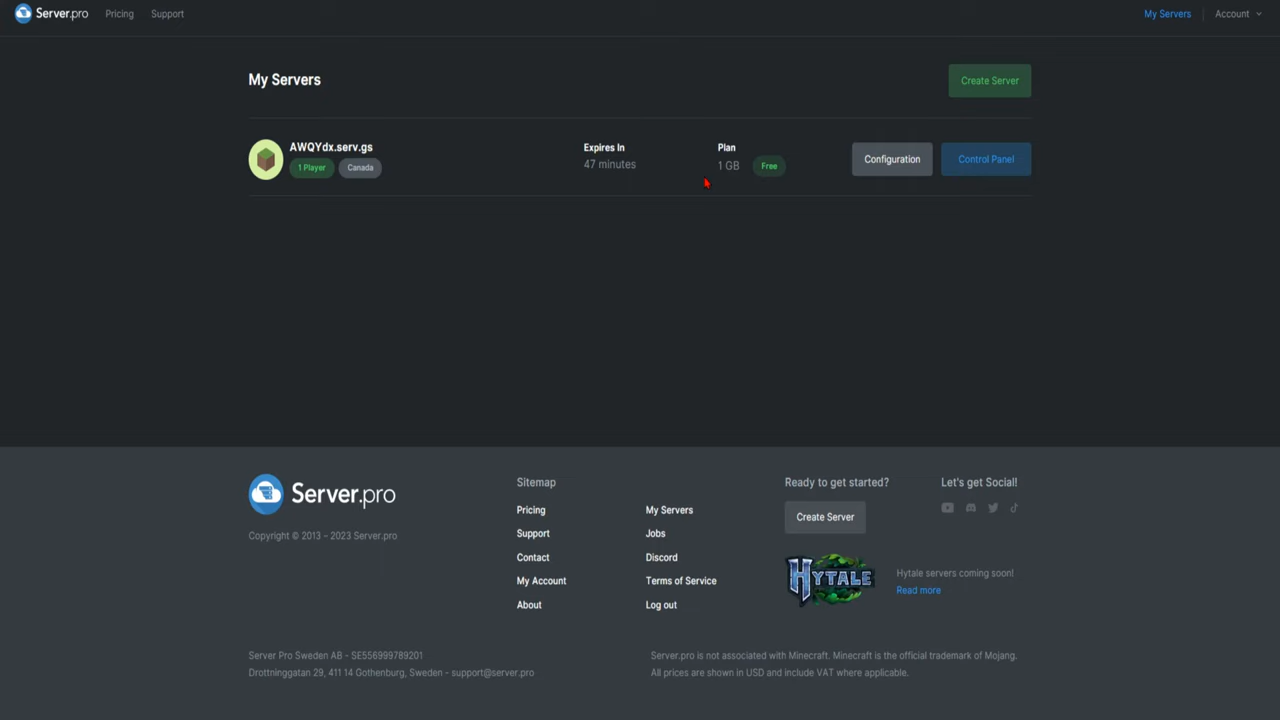 Server.pro Pricing Support My Servers Account
My Servers
Create Server
AWQYdx.serv.gs
1 Player Canada
Expires In
47 minutes
Plan
1 GB Free
Configuration
Control Panel
Server.pro
Copyright © 2013 – 2023 Server.pro
Sitemap
Pricing
Support
Contact
My Account
About
My Servers
Jobs
Discord
Terms of Service
Log out
Ready to get started?
Create Server
Let's get Social!
HYTALE
Hytale servers coming soon!
Read more
Server Pro Sweden AB - SE556999789201
Drottninggatan 29, 411 14 Gothenburg, Sweden - support@server.pro
Server.pro is not associated with Minecraft. Minecraft is the official trademark of Mojang.
All prices are shown in USD and include VAT where applicable.